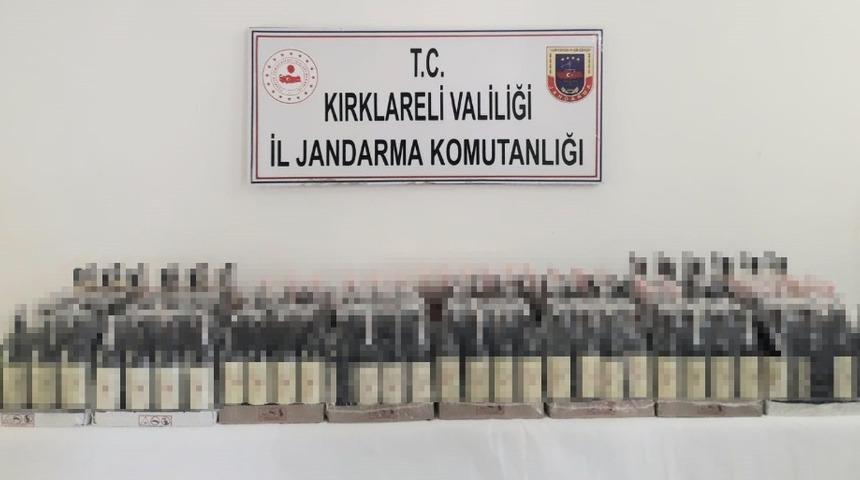 T.C.
KIRKLARELİ VALİLİĞİ
İL JANDARMA KOMUTANLIĞI